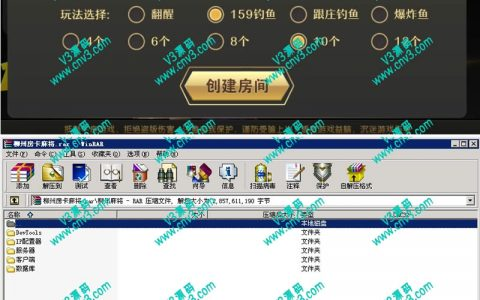 玩法选择: 翻醒 159钓鱼 跟庄钓鱼 爆炸鱼
4个 6个 8个 12个
创建房间
V3源码
www.cnv3.com
柳州房卡麻将.rar - WinRAR
文件(F) 命令(C) 工具(S) 收藏夹(O) 选项(N) 帮助(H)
添加 解压到 测试 查看 删除 查找 向导 信息 扫描病毒 注释 保护 自解压格式
柳州房卡麻将.rar\柳州麻将 - RAR 压缩文件, 解包大小为 2,857,611,190 字节
名称 大小 类型
本地磁盘
DevTools 文件夹
IP配置器 文件夹
服务器 文件夹
客户端 文件夹
数据库 文件夹